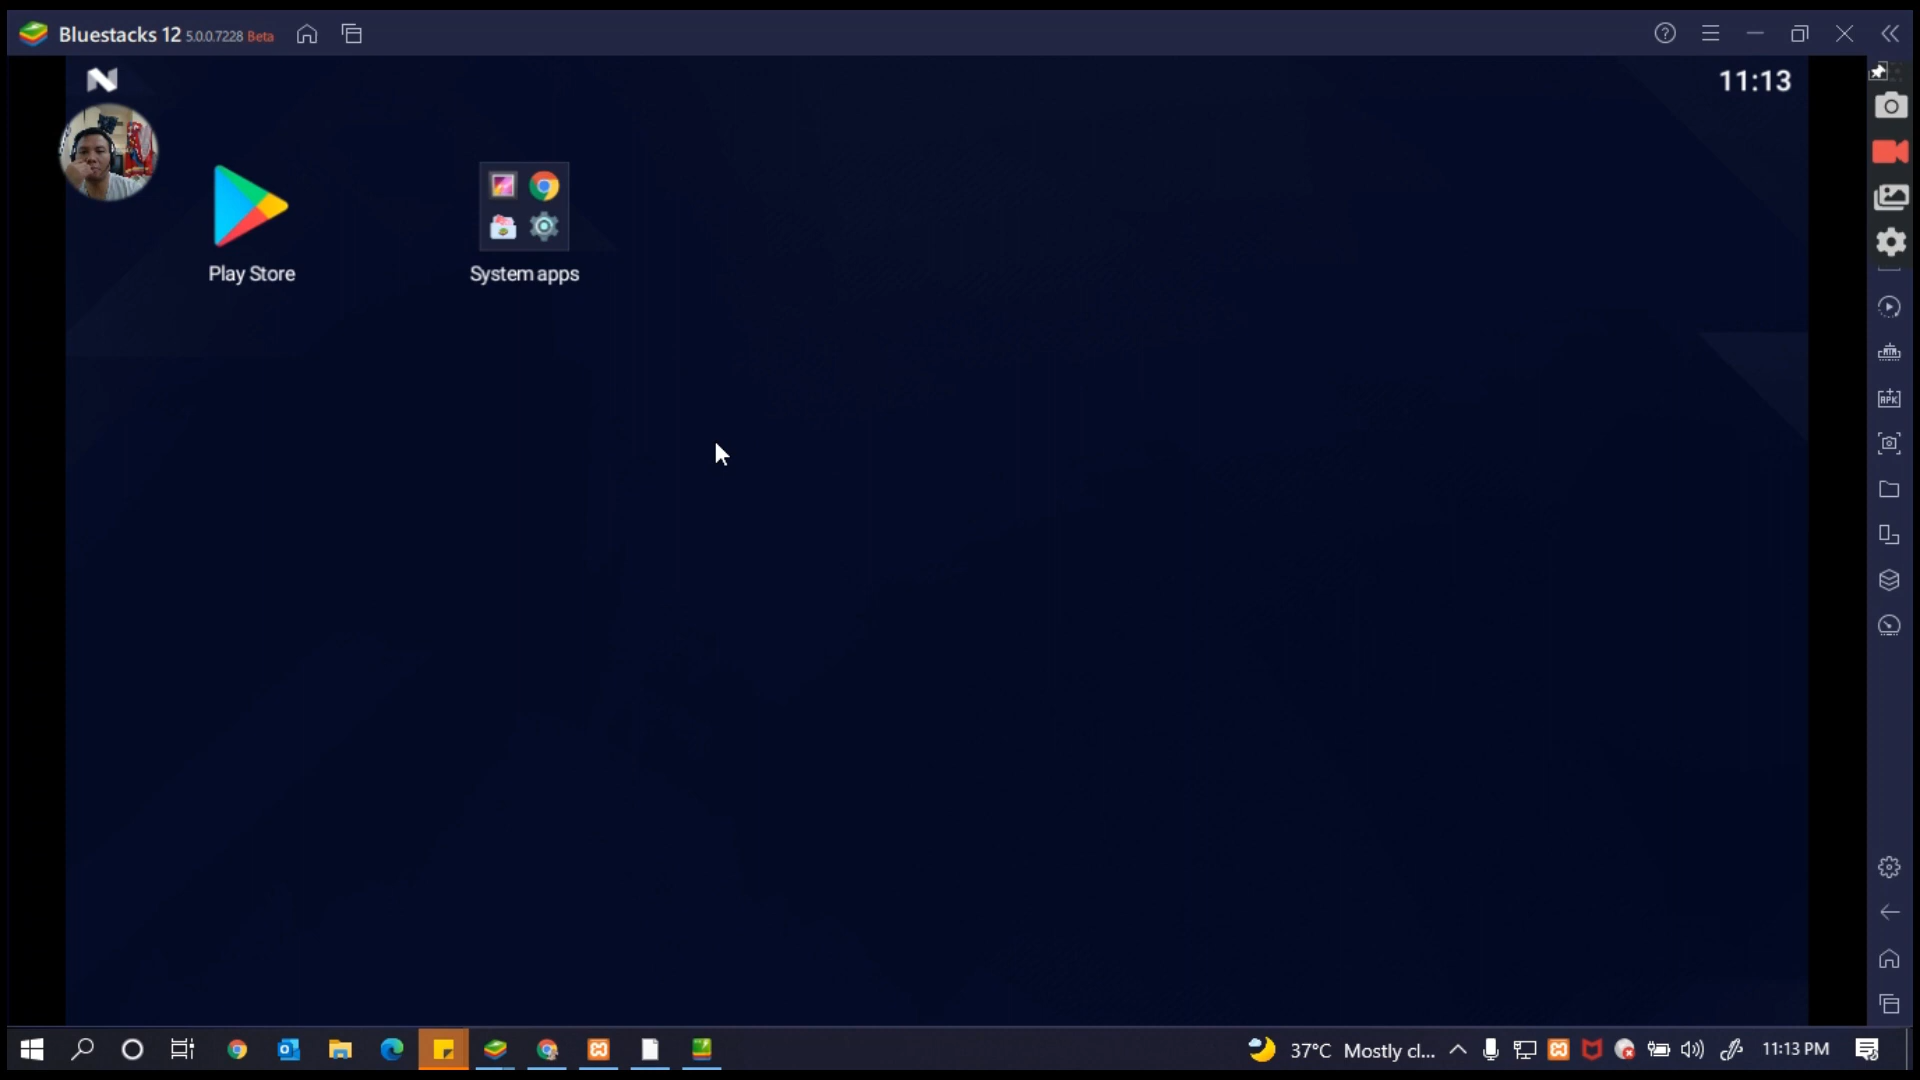 Bluestacks 12 5.0.0.7228 Beta
11:13
Play Store
System apps
APK
37°C Mostly cl...
11:13 PM